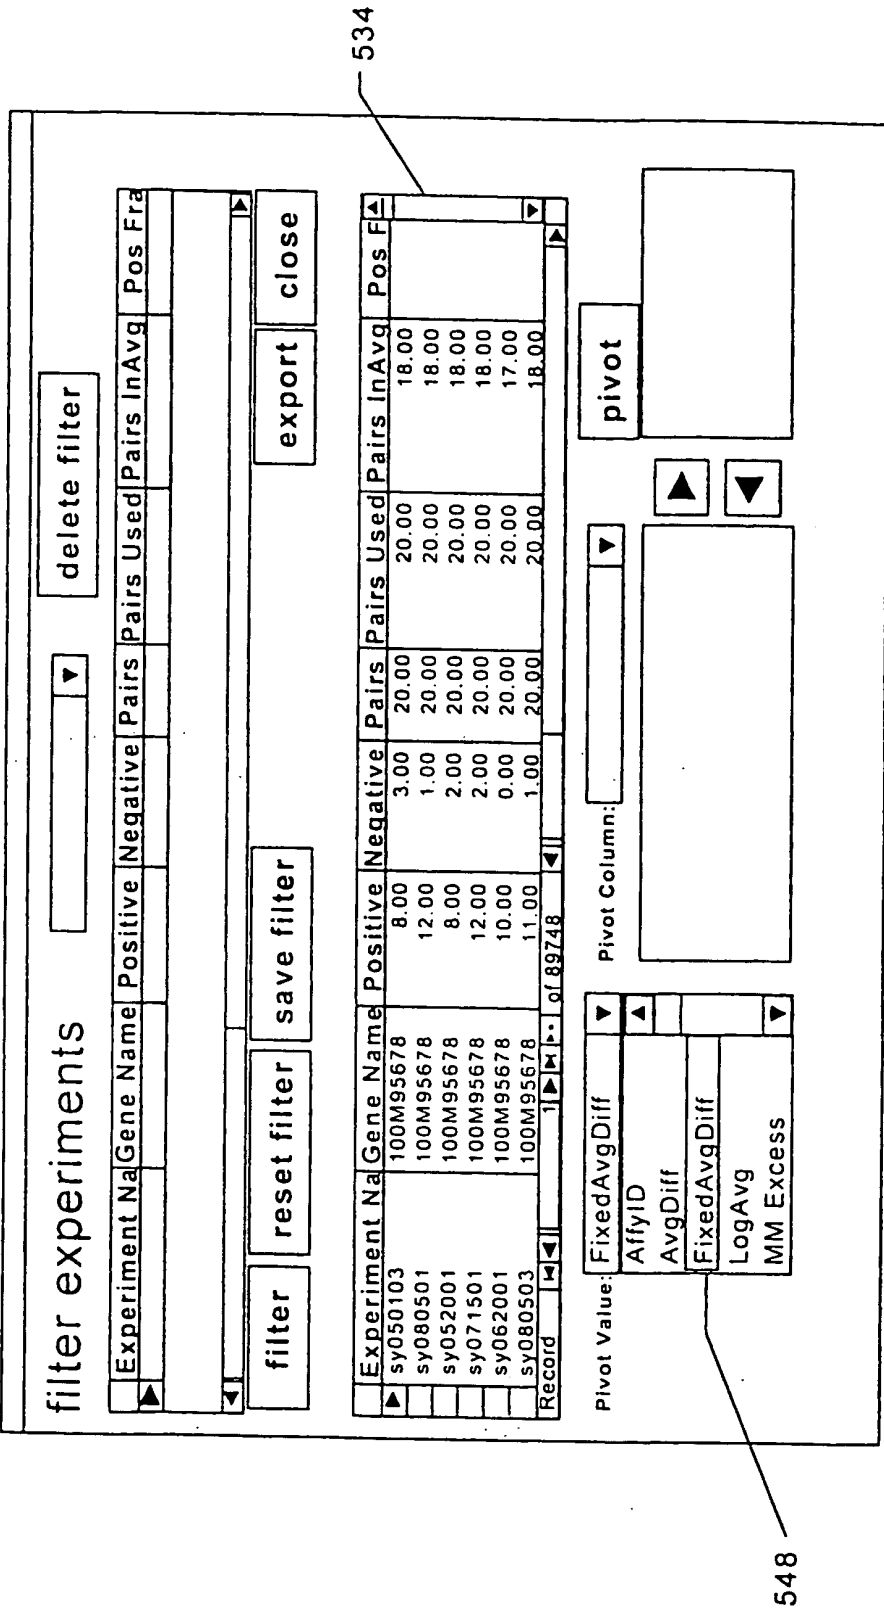 filter experiments
delete filter
Experiment Na Gene Name Positive Negative Pairs Pairs Used Pairs InAvg Pos Fra
filter reset filter save filter export close
534
Experiment Na Gene Name Positive Negative Pairs Pairs Used Pairs InAvg Pos F
sy050103 100M95678 8.00 3.00 20.00 20.00 18.00
sy080501 100M95678 12.00 1.00 20.00 20.00 18.00
sy052001 100M95678 8.00 2.00 20.00 20.00 18.00
sy071501 100M95678 12.00 2.00 20.00 20.00 18.00
sy062001 100M95678 10.00 0.00 20.00 20.00 17.00
sy080503 100M95678 11.00 1.00 20.00 20.00 18.00
Record 1 of 89748
Pivot Value: FixedAvgDiff Pivot Column: pivot
AffyID
AvgDiff
FixedAvgDiff
LogAvg
MM Excess
548